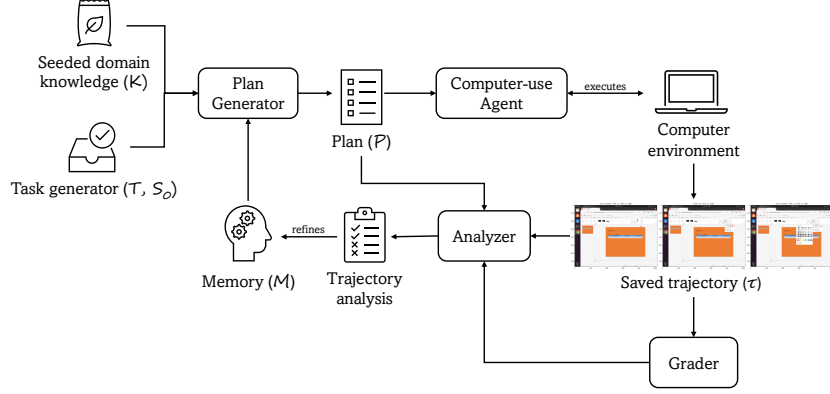 Seeded domain
knowledge (K)
Plan
Generator
Plan (P)
Computer-use
Agent
executes
Computer
environment
Task generator (T, S₀)
Memory (M)
refines
Trajectory
analysis
Analyzer
Saved trajectory (τ)
Grader